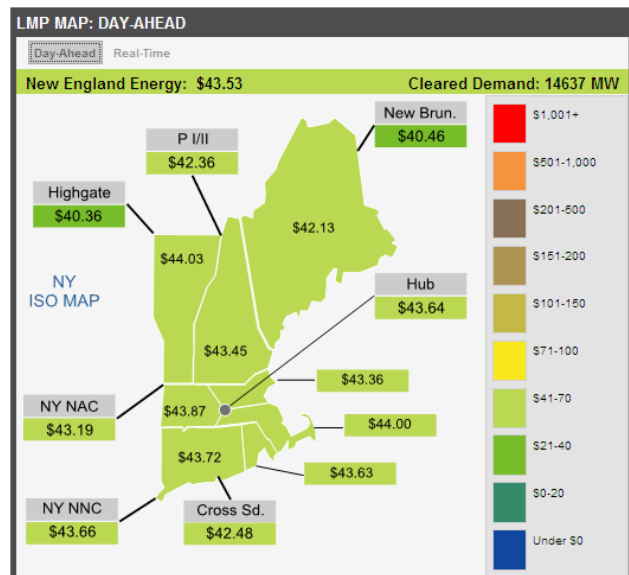 LMP MAP: DAY-AHEAD
Day-Ahead Real-Time
New England Energy: $43.53 Cleared Demand: 14637 MW
New Brun.
$40.46
P I/II
$42.36
Highgate
$40.36
$44.03
$42.13
NY
ISO MAP
Hub
$43.64
$43.45
$43.36
NY NAC
$43.19
$43.87
$44.00
$43.72
$43.63
NY NNC
$43.66
Cross Sd.
$42.48
$1,001+
$501-1,000
$201-500
$151-200
$101-150
$71-100
$41-70
$21-40
$0-20
Under $0